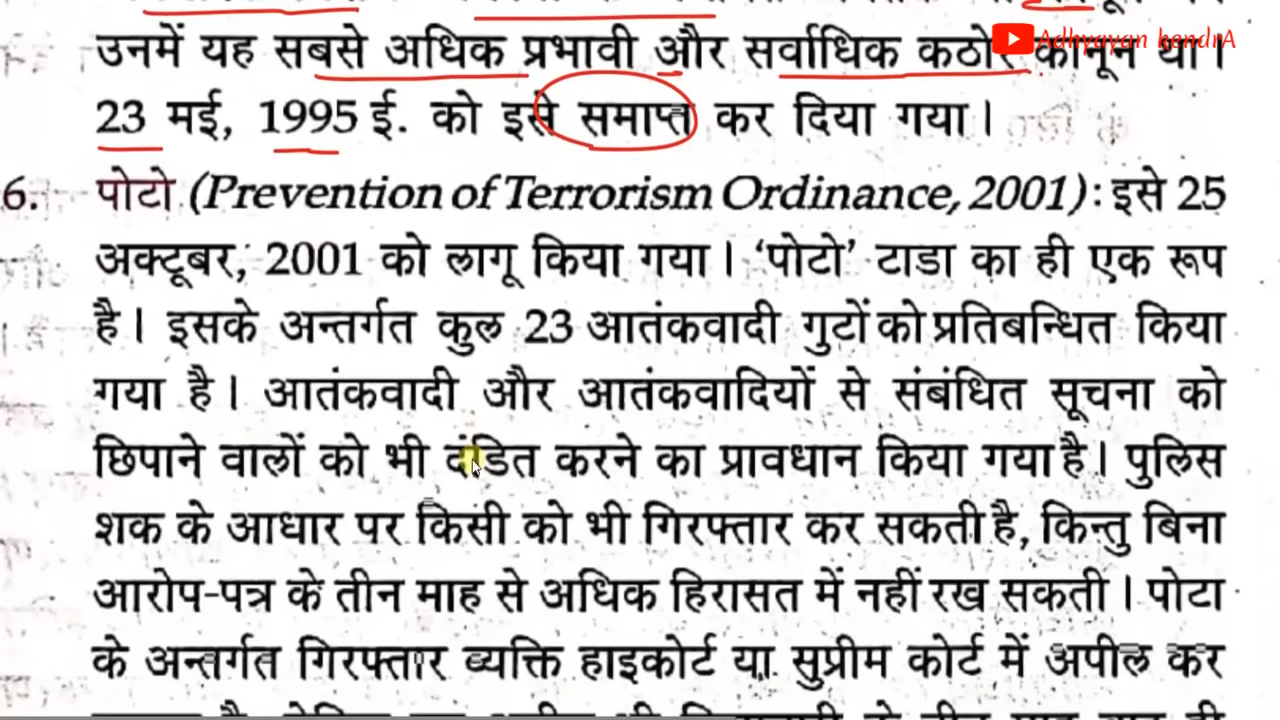 Adhyayan kendrA
उनमें यह सबसे अधिक प्रभावी और सर्वाधिक कठोर कानून था।
23 मई, 1995 ई. को इसे समाप्त कर दिया गया।
6. पोटो (Prevention of Terrorism Ordinance, 2001) : इसे 25
अक्टूबर, 2001 को लागू किया गया। ‘पोटो’ टाडा का ही एक रूप
है। इसके अन्तर्गत कुल 23 आतंकवादी गुटों को प्रतिबन्धित किया
गया है। आतंकवादी और आतंकवादियों से संबंधित सूचना को
छिपाने वालों को भी दंडित करने का प्रावधान किया गया है। पुलिस
शक के आधार पर किसी को भी गिरफ्तार कर सकती है, किन्तु बिना
आरोप-पत्र के तीन माह से अधिक हिरासत में नहीं रख सकती। पोटा
के अन्तर्गत गिरफ्तार व्यक्ति हाइकोर्ट या सुप्रीम कोर्ट में अपील कर